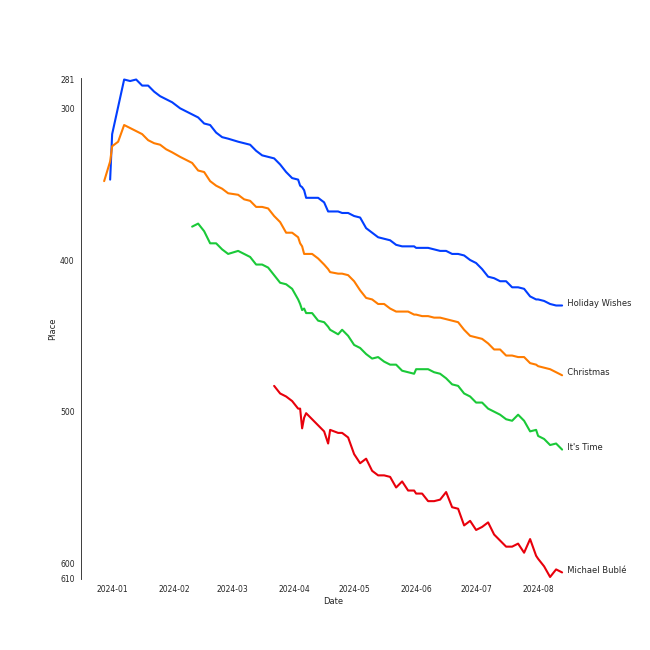 281
300
400
500
600
610
Place
2024-01
2024-02
2024-03
2024-04
2024-05
2024-06
2024-07
2024-08
Date
Holiday Wishes
Christmas
It's Time
Michael Bublé